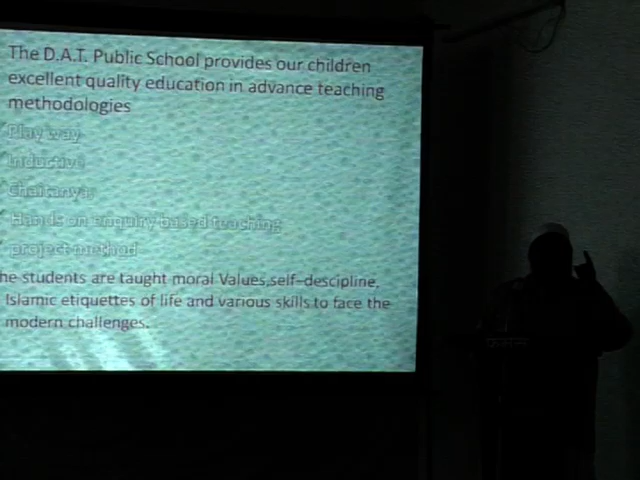 The D.A.T. Public School provides our children
excellent quality education in advance teaching
methodologies
Play way
Inductive
Chaitanya
Hands on enquiry based teaching
project method
he students are taught moral Values,self-descipline,
Islamic etiquettes of life and various skills to face the
modern challenges.